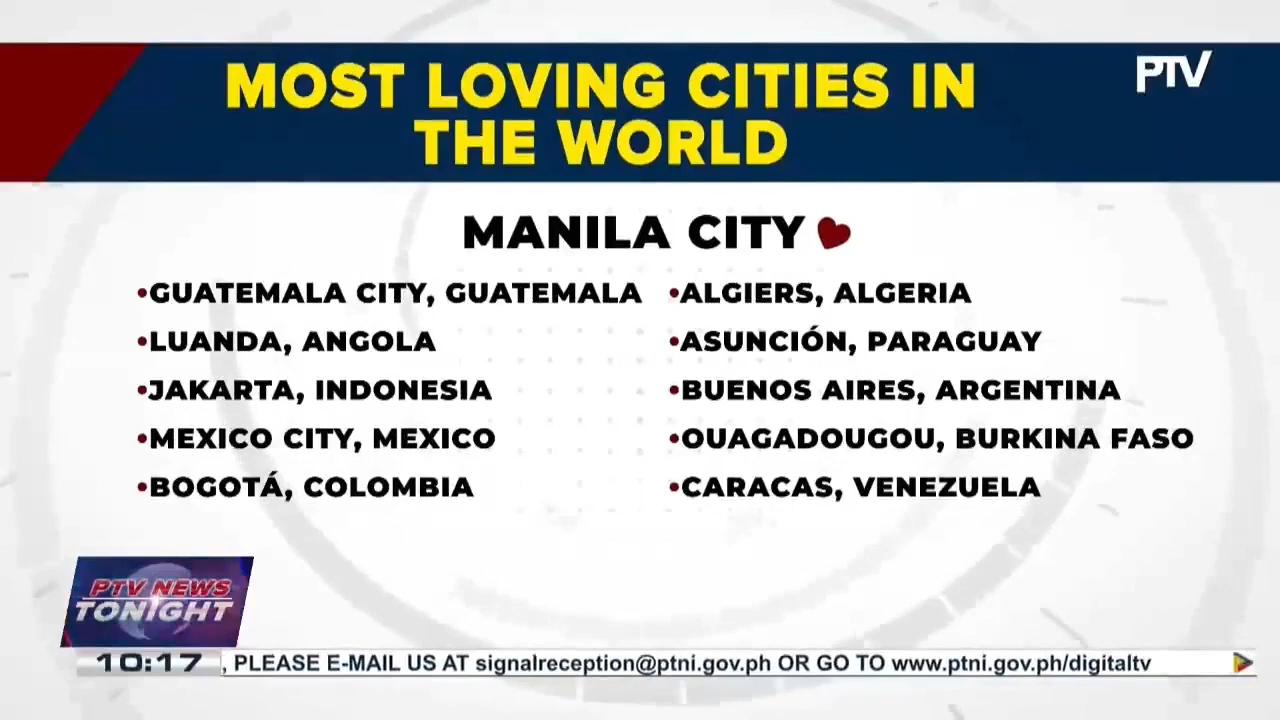 MOST LOVING CITIES IN
THE WORLD
PTV
MANILA CITY
•GUATEMALA CITY, GUATEMALA
•LUANDA, ANGOLA
•JAKARTA, INDONESIA
•MEXICO CITY, MEXICO
•BOGOTÁ, COLOMBIA
•ALGIERS, ALGERIA
•ASUNCIÓN, PARAGUAY
•BUENOS AIRES, ARGENTINA
•OUAGADOUGOU, BURKINA FASO
•CARACAS, VENEZUELA
PTV NEWS
TONIGHT
10:17
, PLEASE E-MAIL US AT signalreception@ptni.gov.ph OR GO TO www.ptni.gov.ph/digitaltv